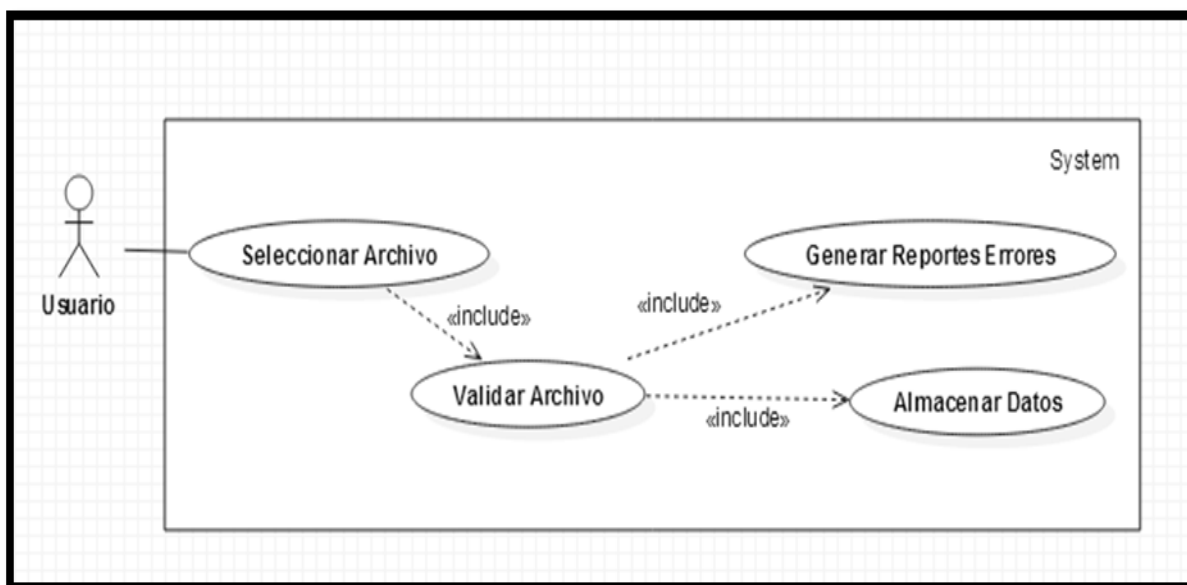 System
Seleccionar Archivo
Generar Reportes Errores
Usuario
«include»
«include»
Validar Archivo
Almacenar Datos
«include»